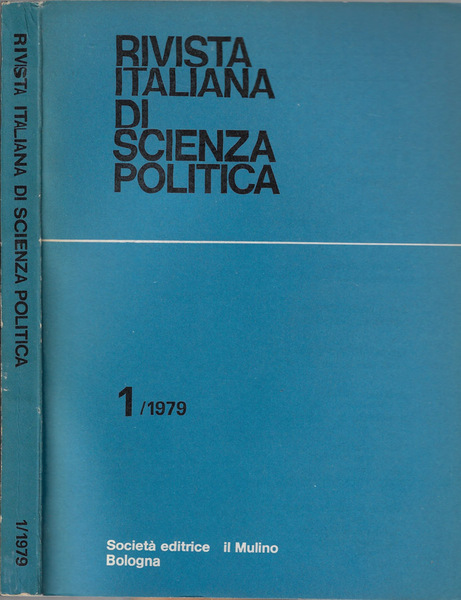 RIVISTA ITALIANA DI SCIENZA POLITICA
1/1979
RIVISTA
ITALIANA
DI
SCIENZA
POLITICA
1/1979
Società editrice il Mulino
Bologna